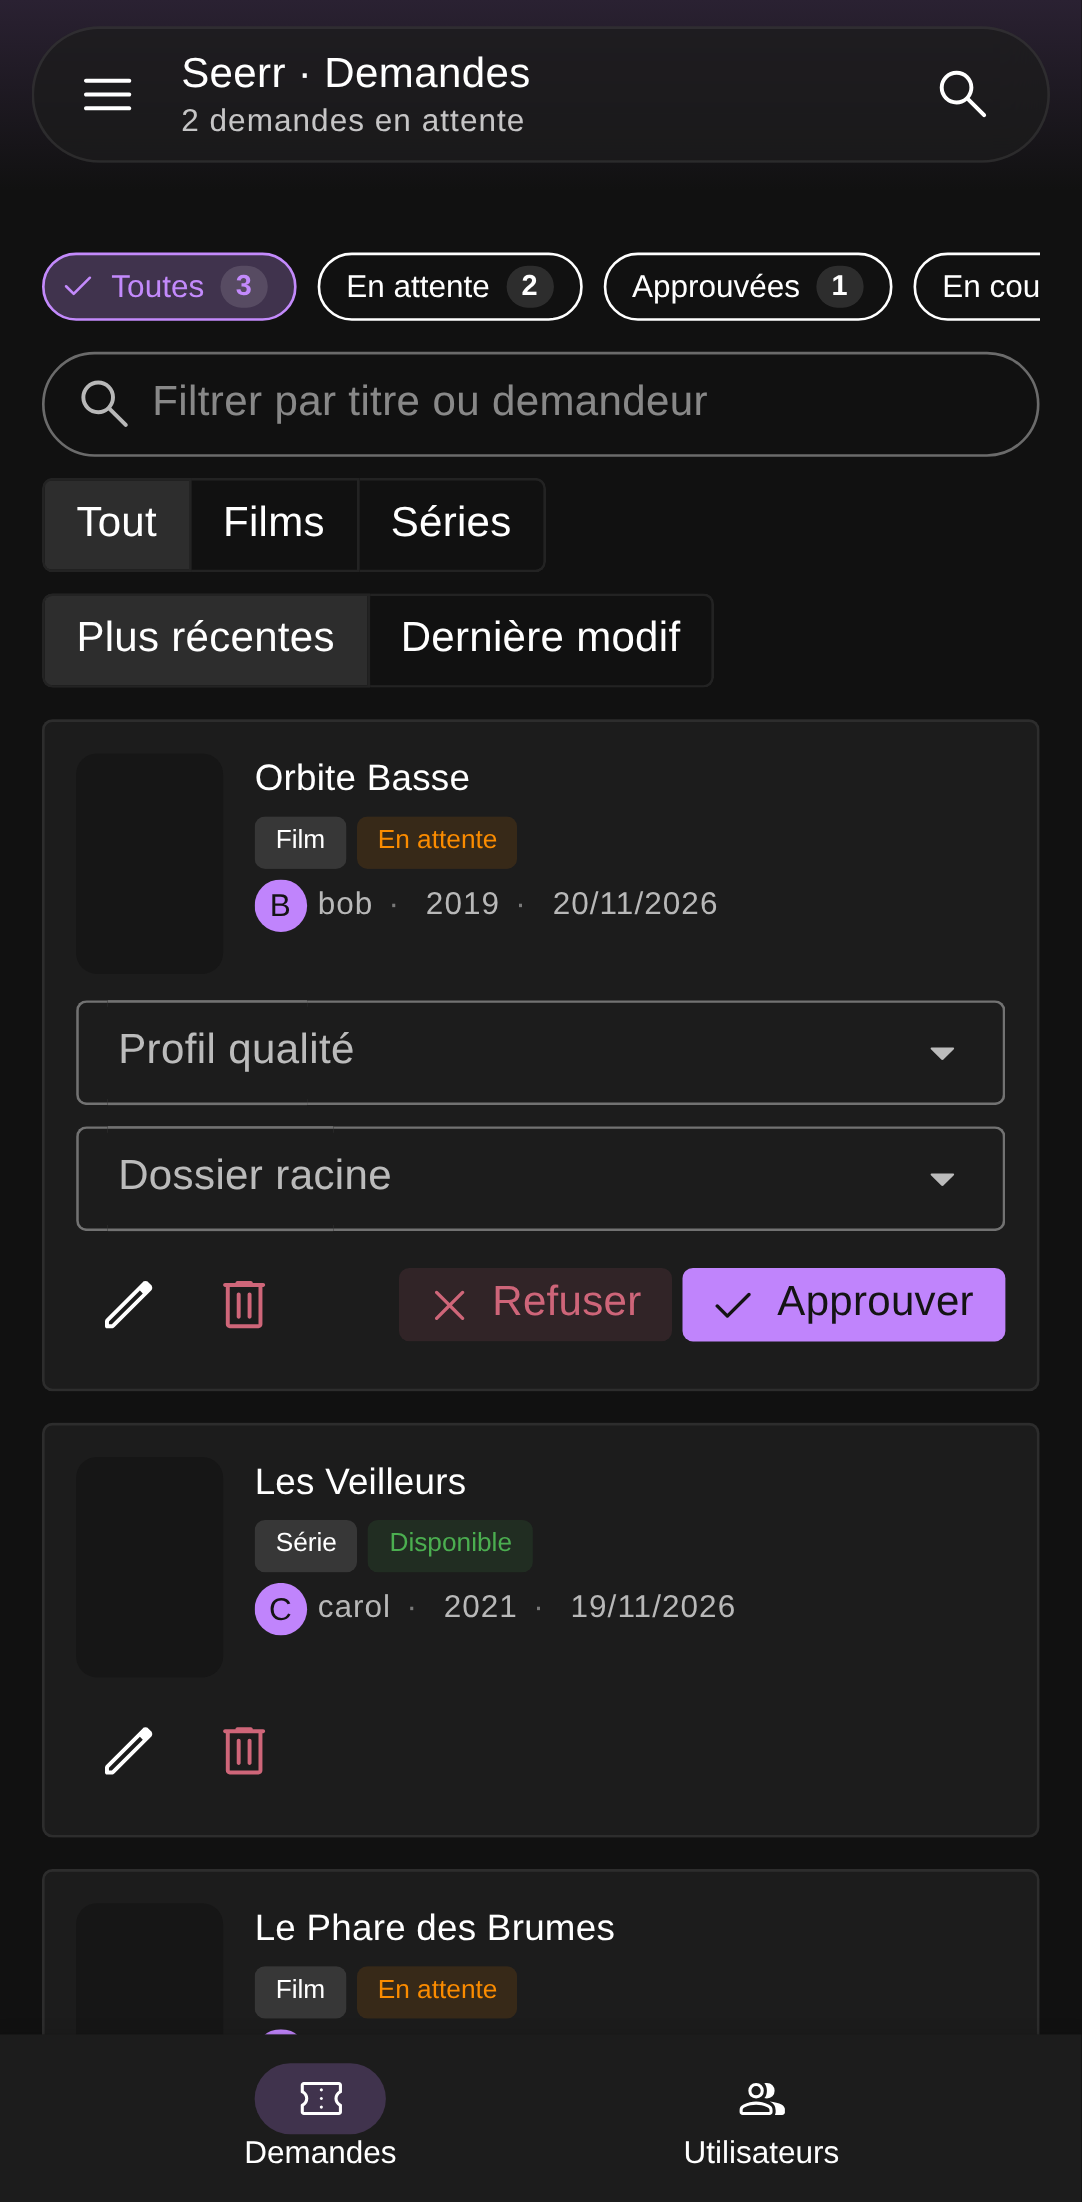 Seerr · Demandes
2 demandes en attente
Toutes 3 En attente 2 Approuvées 1 En cou
Filtrer par titre ou demandeur
Tout Films Séries
Plus récentes Dernière modif
Orbite Basse
Film En attente
B bob · 2019 · 20/11/2026
Profil qualité
Dossier racine
Refuser Approuver
Les Veilleurs
Série Disponible
C carol · 2021 · 19/11/2026
Le Phare des Brumes
Film En attente
Demandes Utilisateurs